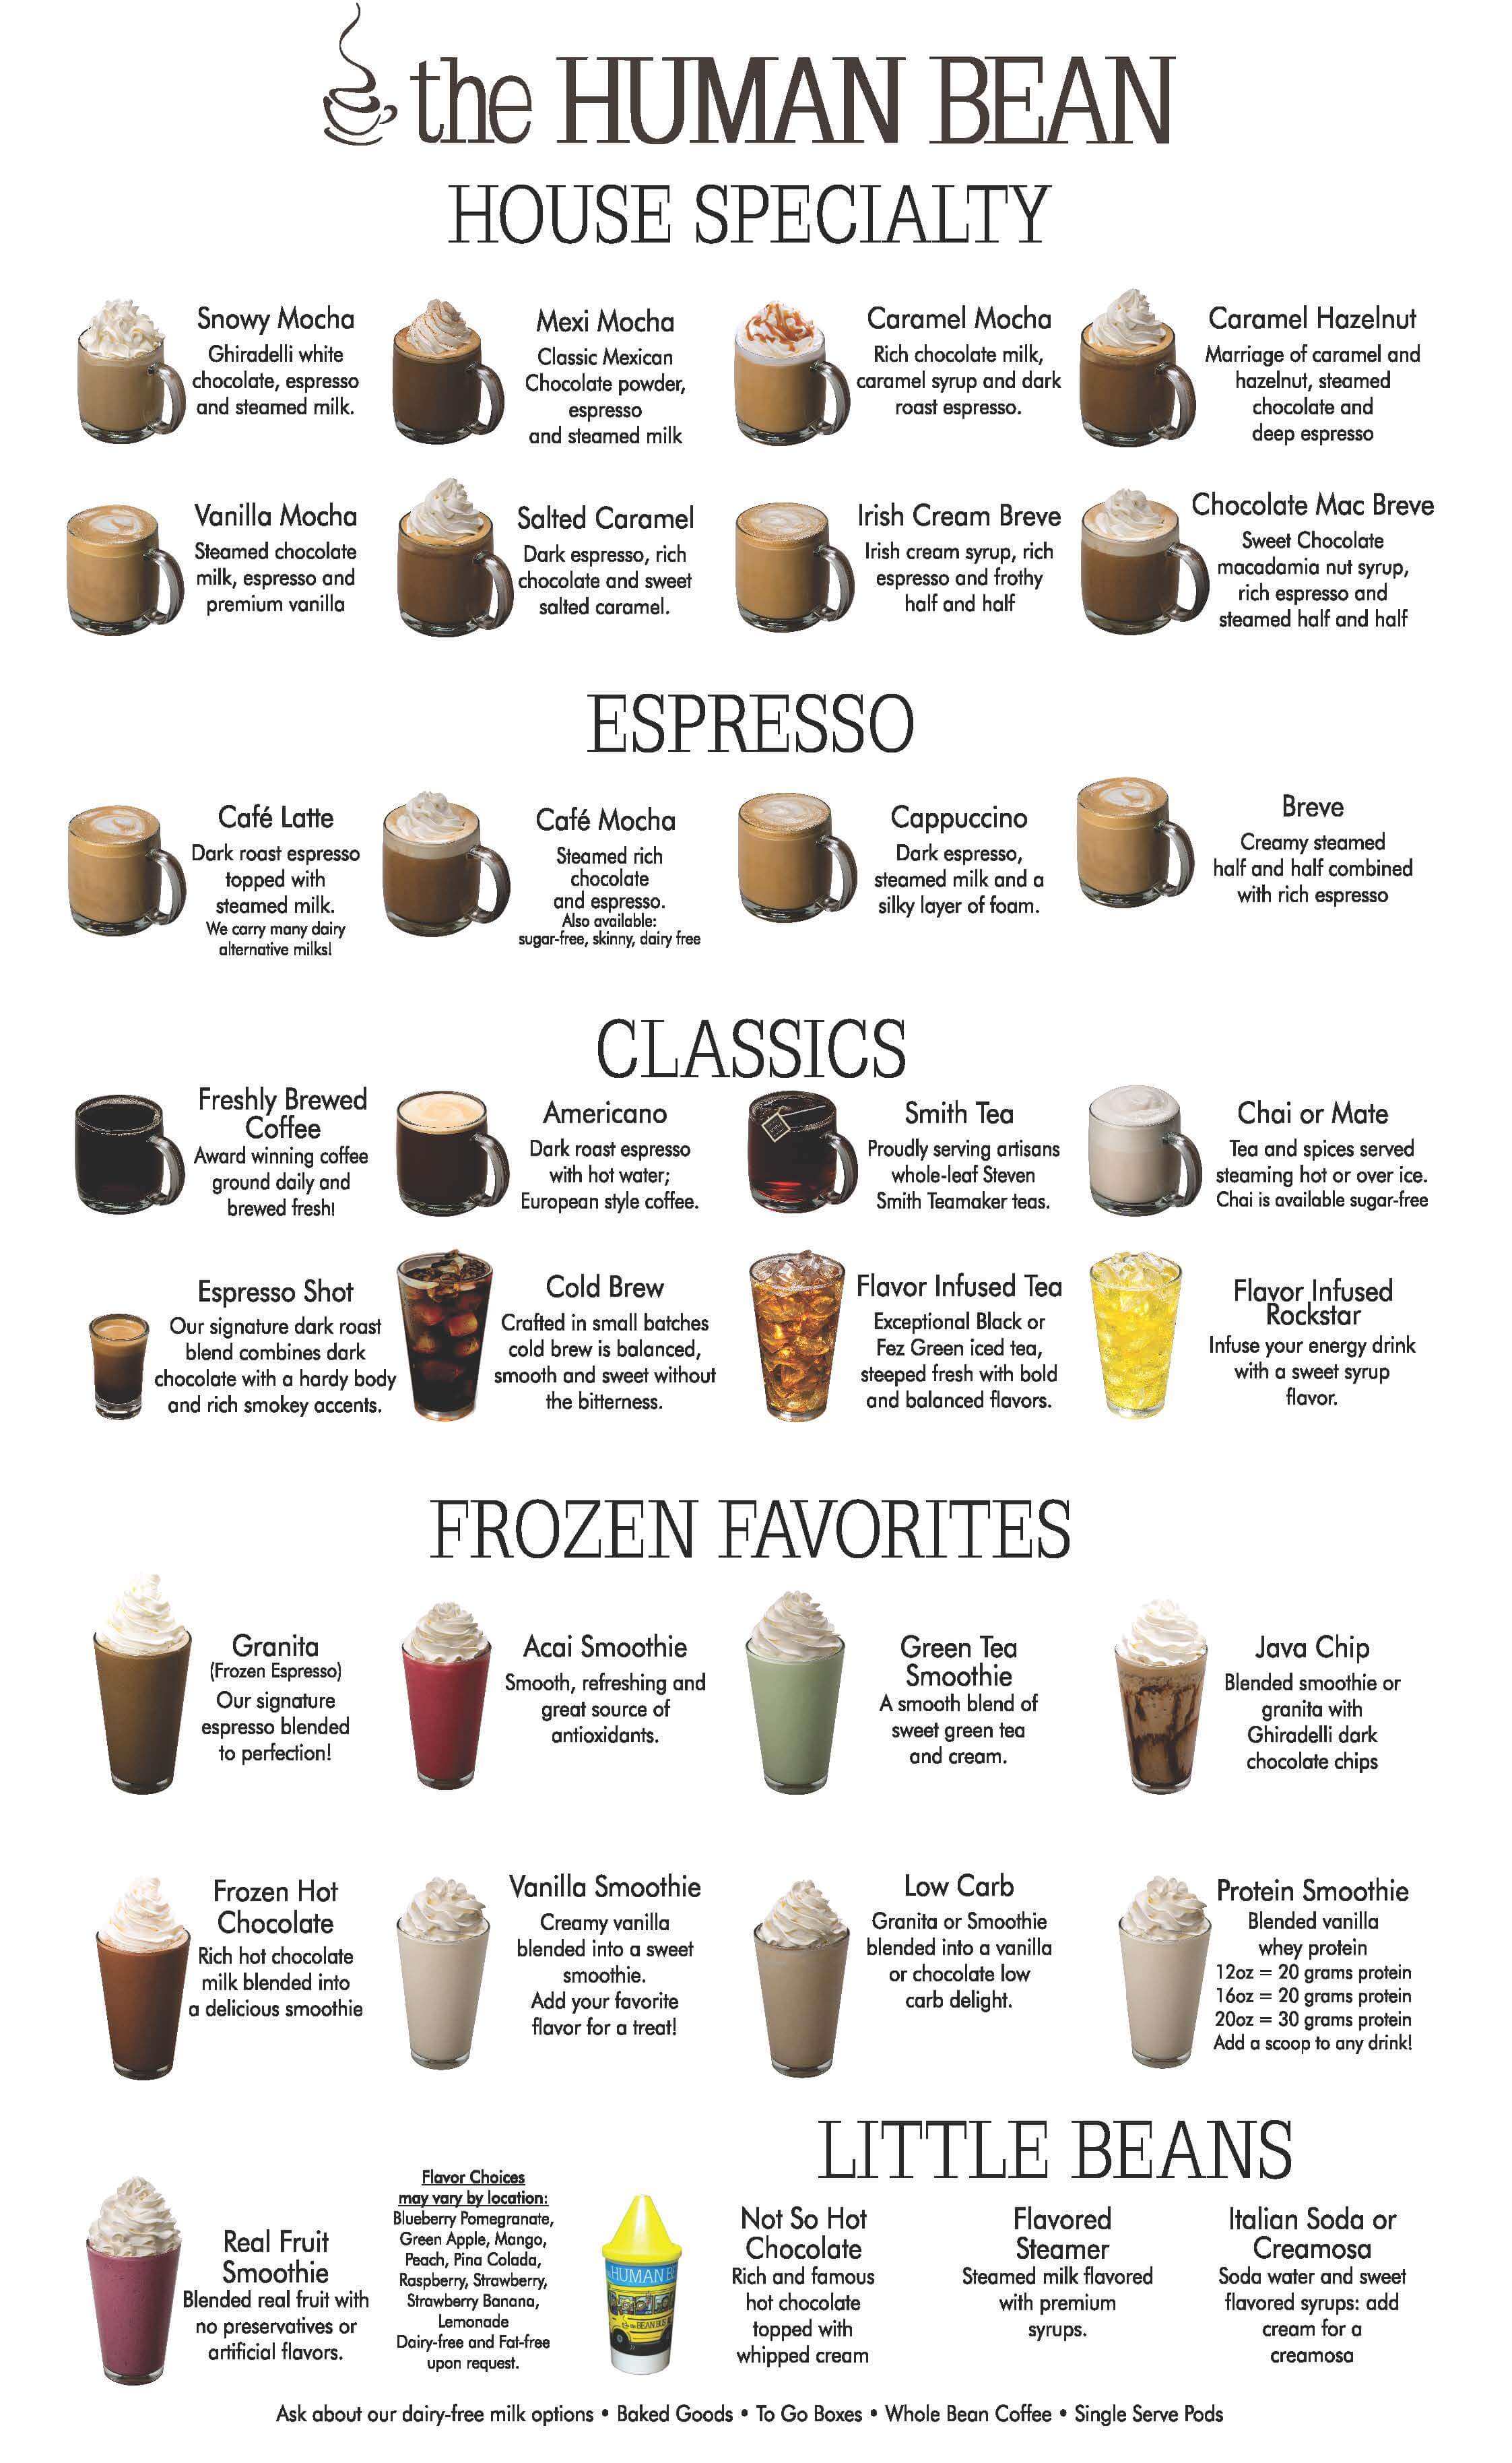 the HUMAN BEAN
HOUSE SPECIALTY
Snowy Mocha
Ghiradelli white
chocolate, espresso
and steamed milk.
Mexi Mocha
Classic Mexican
Chocolate powder,
espresso
and steamed milk
Caramel Mocha
Rich chocolate milk,
caramel syrup and dark
roast espresso.
Caramel Hazelnut
Marriage of caramel and
hazelnut, steamed
chocolate and
deep espresso
Vanilla Mocha
Steamed chocolate
milk, espresso and
premium vanilla
Salted Caramel
Dark espresso, rich
chocolate and sweet
salted caramel.
Irish Cream Breve
Irish cream syrup, rich
espresso and frothy
half and half
Chocolate Mac Breve
Sweet Chocolate
macadamia nut syrup,
rich espresso and
steamed half and half
ESPRESSO
Café Latte
Dark roast espresso
topped with
steamed milk.
We carry many dairy
alternative milks!
Café Mocha
Steamed rich
chocolate
and espresso.
Also available:
sugar-free, skinny, dairy free
Cappuccino
Dark espresso,
steamed milk and a
silky layer of foam.
Breve
Creamy steamed
half and half combined
with rich espresso
CLASSICS
Freshly Brewed
Coffee
Award winning coffee
ground daily and
brewed fresh!
Americano
Dark roast espresso
with hot water;
European style coffee.
Smith Tea
Proudly serving artisans
whole-leaf Steven
Smith Teamaker teas.
Chai or Mate
Tea and spices served
steaming hot or over ice.
Chai is available sugar-free
Espresso Shot
Our signature dark roast
blend combines dark
chocolate with a hardy body
and rich smokey accents.
Cold Brew
Crafted in small batches
cold brew is balanced,
smooth and sweet without
the bitterness.
Flavor Infused Tea
Exceptional Black or
Fez Green iced tea,
steeped fresh with bold
and balanced flavors.
Flavor Infused
Rockstar
Infuse your energy drink
with a sweet syrup
flavor.
FROZEN FAVORITES
Granita
(Frozen Espresso)
Our signature
espresso blended
to perfection!
Acai Smoothie
Smooth, refreshing and
great source of
antioxidants.
Green Tea
Smoothie
A smooth blend of
sweet green tea
and cream.
Java Chip
Blended smoothie or
granita with
Ghiradelli dark
chocolate chips
Frozen Hot
Chocolate
Rich hot chocolate
milk blended into
a delicious smoothie
Vanilla Smoothie
Creamy vanilla
blended into a sweet
smoothie.
Add your favorite
flavor for a treat!
Low Carb
Granita or Smoothie
blended into a vanilla
or chocolate low
carb delight.
Protein Smoothie
Blended vanilla
whey protein
12oz = 20 grams protein
16oz = 20 grams protein
20oz = 30 grams protein
Add a scoop to any drink!
Real Fruit
Smoothie
Blended real fruit with
no preservatives or
artificial flavors.
Flavor Choices
may vary by location:
Blueberry Pomegranate,
Green Apple, Mango,
Peach, Pina Colada,
Raspberry, Strawberry,
Strawberry Banana,
Lemonade
Dairy-free and Fat-free
upon request.
LITTLE BEANS
HUMAN BE
BEAN BUS
Not So Hot
Chocolate
Rich and famous
hot chocolate
topped with
whipped cream
Flavored
Steamer
Steamed milk flavored
with premium
syrups.
Italian Soda or
Creamosa
Soda water and sweet
flavored syrups: add
cream for a
creamosa
Ask about our dairy-free milk options • Baked Goods • To Go Boxes • Whole Bean Coffee • Single Serve Pods